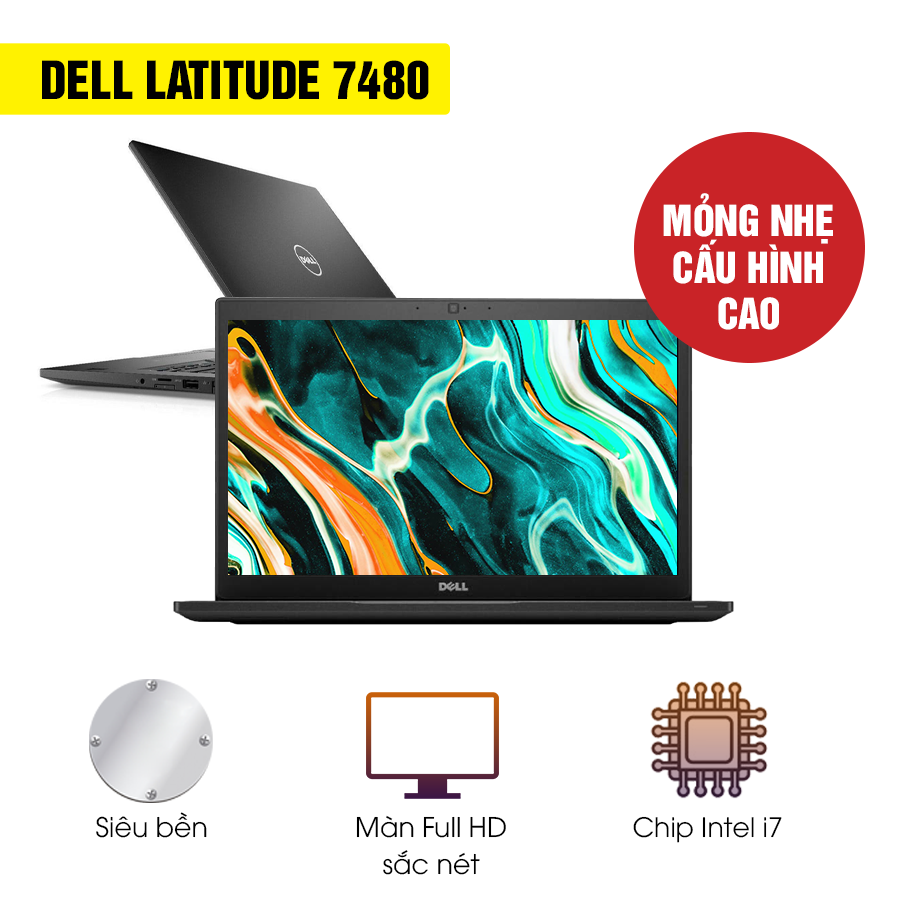 DELL LATITUDE 7480
MỎNG NHẸ
CẤU HÌNH
CAO
DELL
DELL
Siêu bền
Màn Full HD
sắc nét
Chip Intel i7